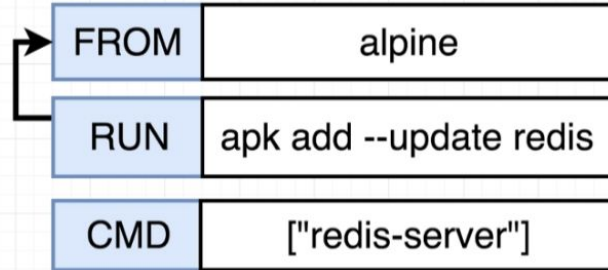 FROM alpine
RUN apk add --update redis
CMD ["redis-server"]